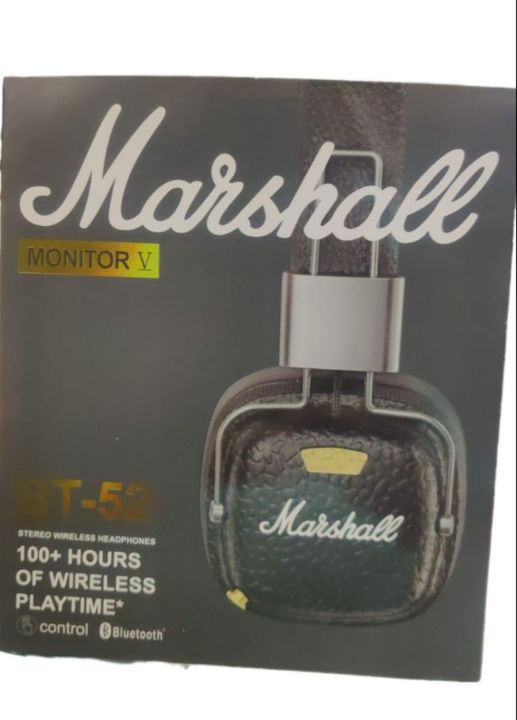 Marshall
MONITOR V
BT-52
Marshall
STEREO WIRELESS HEADPHONES
100+ HOURS
OF WIRELESS
PLAYTIME*
control Bluetooth